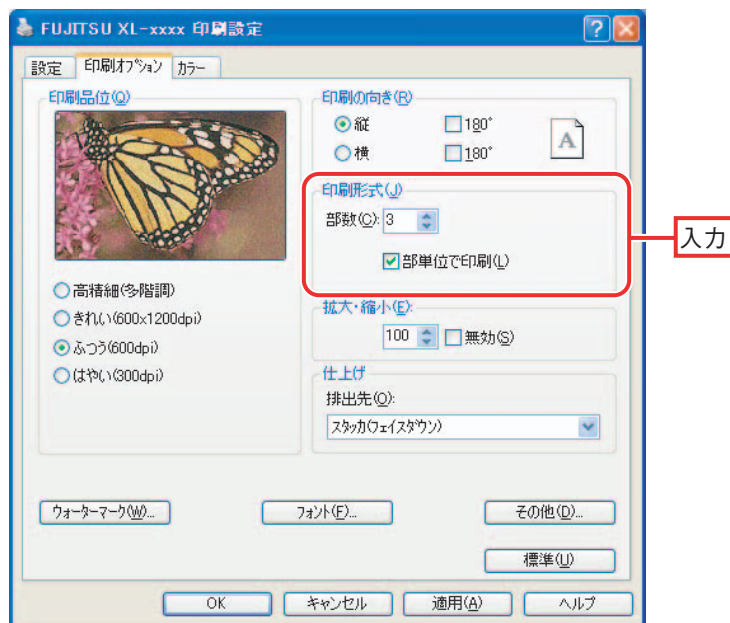 FUJITSU XL-xxxx 印刷設定
設定 印刷オプション カラー
印刷品位(Q)
高精細(多階調)
きれい(600x1200dpi)
ふつう(600dpi)
はやい(300dpi)
印刷の向き(R)
縦 180°
横 180°
A
印刷形式(J)
部数(C): 3
部単位で印刷(L)
入力
拡大・縮小(E):
100 無効(S)
仕上げ
排出先(O):
スタッカ(フェイスダウン)
ウォーターマーク(W)... フォント(F)... その他(D)...
標準(U)
OK キャンセル 適用(A) ヘルプ